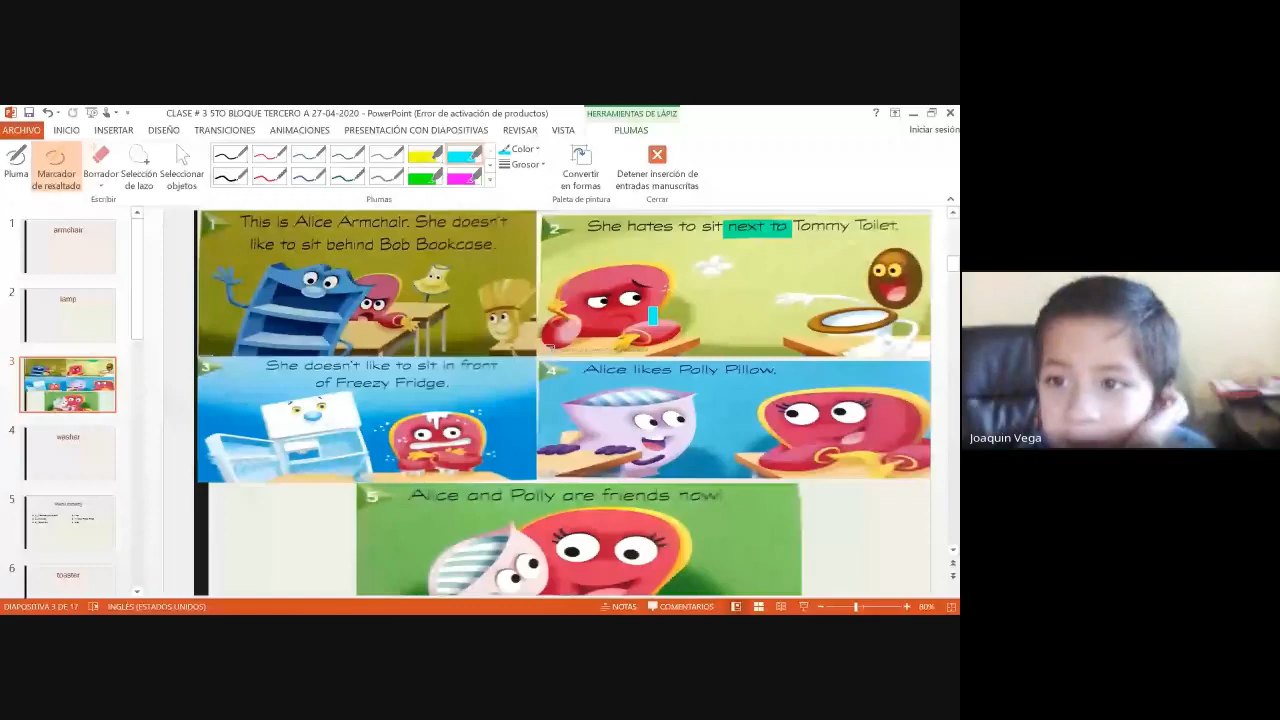 CLASE # 3 5TO BLOQUE TERCERO A 27-04-2020 - PowerPoint (Error de activación de productos)
HERRAMIENTAS DE LÁPIZ
ARCHIVO INICIO INSERTAR DISEÑO TRANSICIONES ANIMACIONES PRESENTACIÓN CON DIAPOSITIVAS REVISAR VISTA PLUMAS
Iniciar sesión
Pluma
Marcador de resaltado
Borrador
Selección de lazo
Seleccionar objetos
Color
Grosor
Convertir en formas
Detener inserción de entradas manuscritas
Escribir
Plumas
Paleta de pintura
Cerrar
1
armchair
2
lamp
3
4
washer
5
6
toaster
1
This is Alice Armchair. She doesn't
like to sit behind Bob Bookcase.
2
She hates to sit next to Tommy Toilet.
3
She doesn't like to sit in front
of Freezy Fridge.
4
Alice likes Polly Pillow.
5
Alice and Polly are friends now!
DIAPOSITIVA 3 DE 17
INGLÉS (ESTADOS UNIDOS)
NOTAS
COMENTARIOS
80%
Joaquin Vega